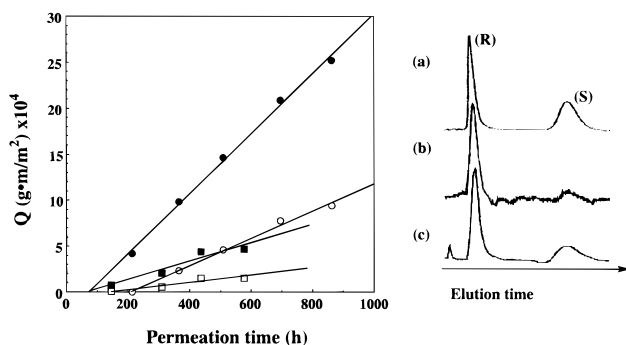 30
25
20
15
10
5
0
Q (g•m/m²) x10⁴
0 200 400 600 800 1000
Permeation time (h)
(a)
(R)
(S)
(b)
(c)
Elution time